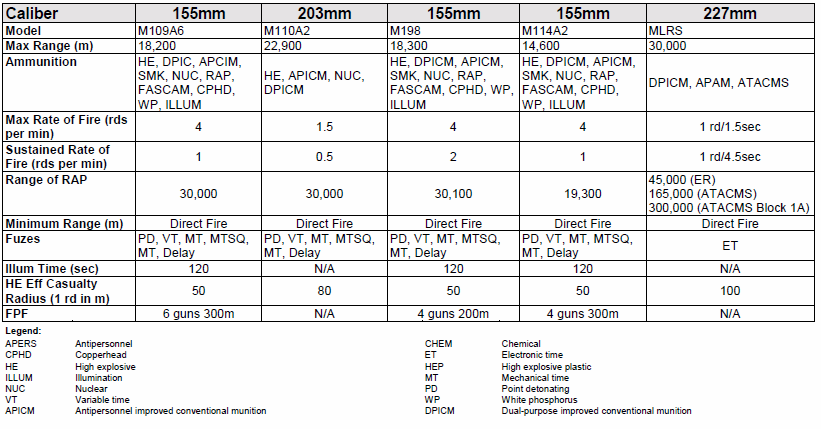 Caliber 155mm 203mm 155mm 155mm 227mm
Model M109A6 M110A2 M198 M114A2 MLRS
Max Range (m) 18,200 22,900 18,300 14,600 30,000
Ammunition HE, DPIC, APCIM, HE, DPICM, APICM, HE, DPICM, APICM,
SMK, NUC, RAP, HE, APICM, NUC, SMK, NUC, RAP, SMK, NUC, RAP, DPICM, APAM, ATACMS
FASCAM, CPHD, DPICM FASCAM, CPHD, WP, FASCAM, CPHD,
WP, ILLUM ILLUM WP, ILLUM
Max Rate of Fire (rds
per min) 4 1.5 4 4 1 rd/1.5sec
Sustained Rate of
Fire (rds per min) 1 0.5 2 1 1 rd/4.5sec
Range of RAP 45,000 (ER)
30,000 30,000 30,100 19,300 165,000 (ATACMS)
300,000 (ATACMS Block 1A)
Minimum Range (m) Direct Fire Direct Fire Direct Fire Direct Fire Direct Fire
Fuzes PD, VT, MT, MTSQ, PD, VT, MT, MTSQ, PD, VT, MT, MTSQ, PD, VT, MT, MTSQ, ET
MT, Delay MT, Delay MT, Delay MT, Delay
Illum Time (sec) 120 N/A 120 120 N/A
HE Eff Casualty
Radius (1 rd in m) 50 80 50 50 100
FPF 6 guns 300m N/A 4 guns 200m 4 guns 300m N/A
Legend:
APERS Antipersonnel CHEM Chemical
CPHD Copperhead ET Electronic time
HE High explosive HEP High explosive plastic
ILLUM Illumination MT Mechanical time
NUC Nuclear PD Point detonating
VT Variable time WP White phosphorus
APICM Antipersonnel improved conventional munition DPICM Dual-purpose improved conventional munition